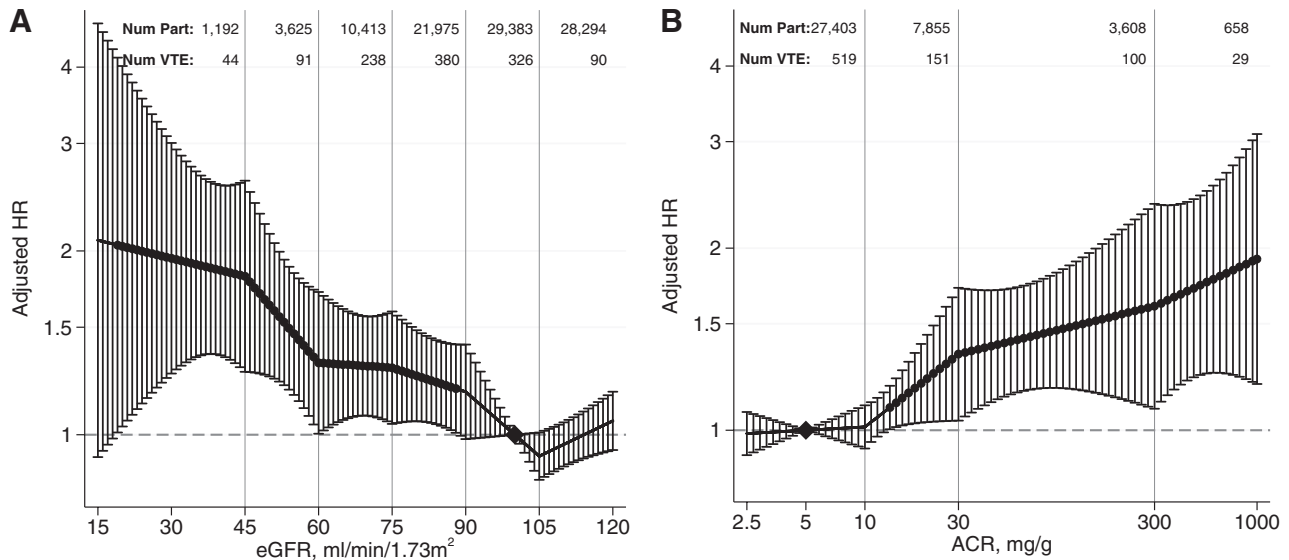 A
Num Part: 1,192 3,625 10,413 21,975 29,383 28,294
Num VTE: 44 91 238 380 326 90
4
3
2
1.5
1
Adjusted HR
15 30 45 60 75 90 105 120
eGFR, ml/min/1.73m²
B
Num Part:27,403 7,855 3,608 658
Num VTE: 519 151 100 29
4
3
2
1.5
1
Adjusted HR
2.5 5 10 30 300 1000
ACR, mg/g